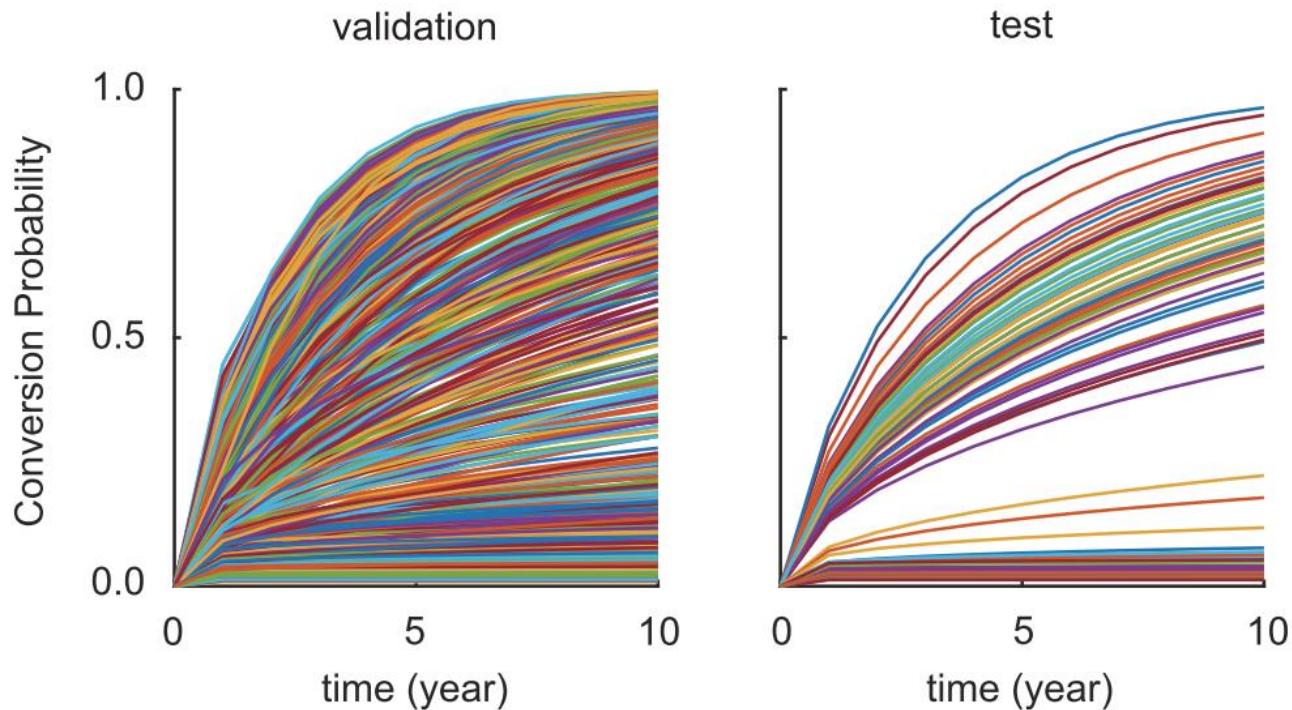 validation
test
Conversion Probability
1.0
0.5
0.0
0
5
10
0
5
10
time (year)
time (year)